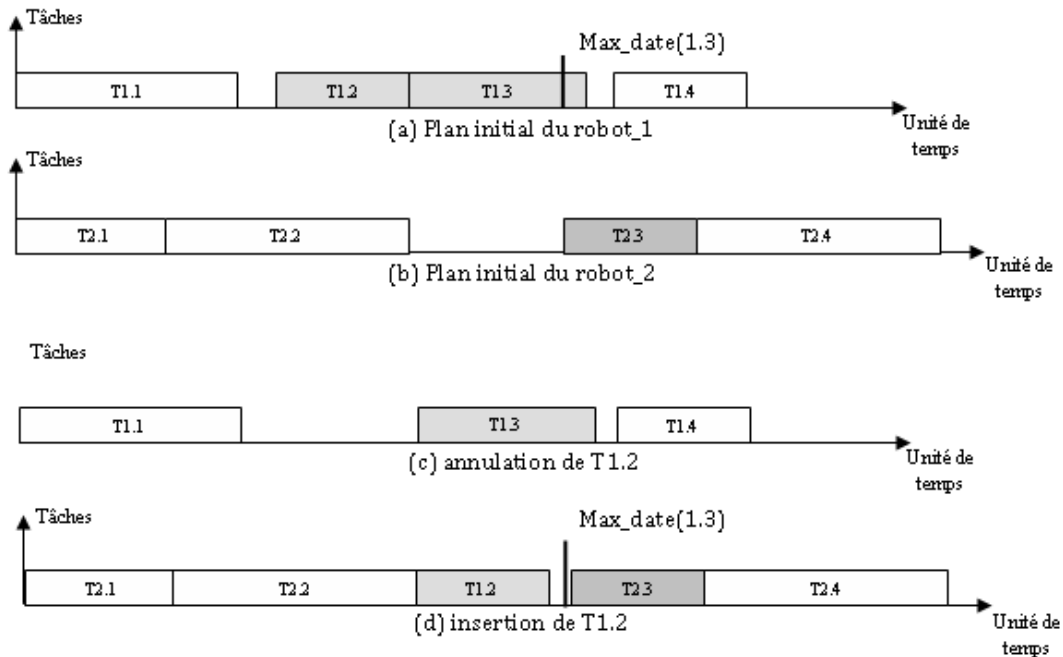 Tâches
Max_date(1.3)
T1.1 T1.2 T1.3 T1.4
Unité de
temps
(a) Plan initial du robot_1
Tâches
T2.1 T2.2 T2.3 T2.4
Unité de
temps
(b) Plan initial du robot_2
Tâches
T1.1 T1.3 T1.4
Unité de
temps
(c) annulation de T1.2
Tâches
Max_date(1.3)
T2.1 T2.2 T1.2 T2.3 T2.4
Unité de
temps
(d) insertion de T1.2